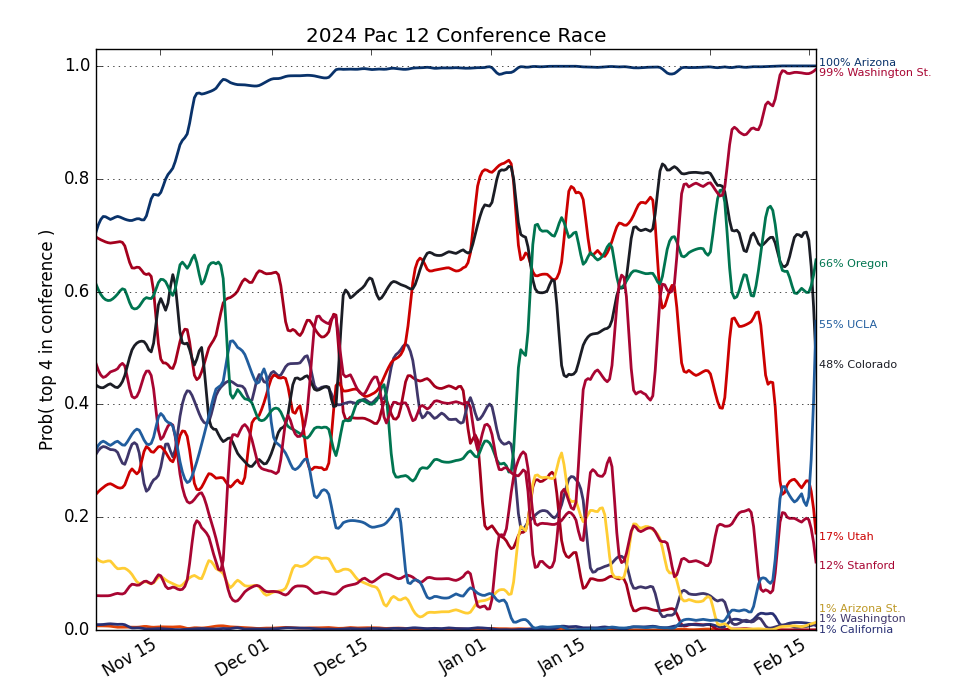 2024 Pac 12 Conference Race
Prob( top 4 in conference )
1.0
0.8
0.6
0.4
0.2
0.0
Nov 15
Dec 01
Dec 15
Jan 01
Jan 15
Feb 01
Feb 15
100% Arizona
99% Washington St.
66% Oregon
55% UCLA
48% Colorado
17% Utah
12% Stanford
1% Arizona St.
1% Washington
1% California